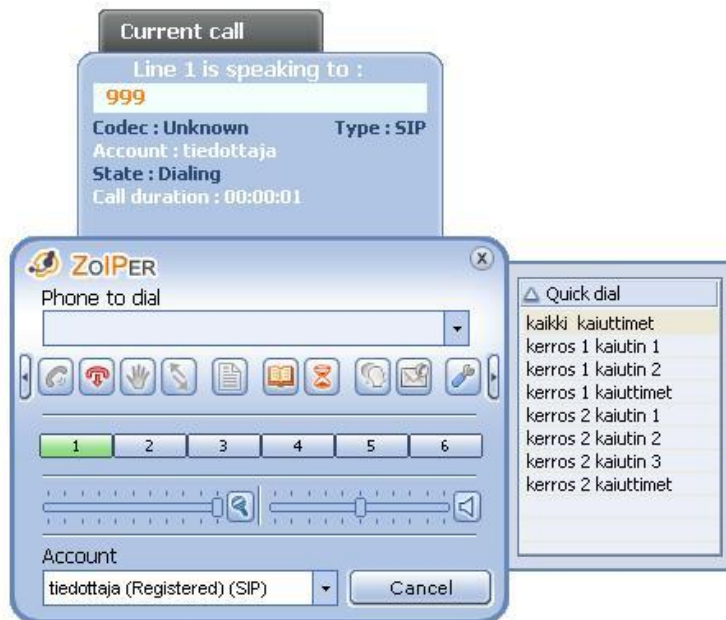 Current call
Line 1 is speaking to :
999
Codec : Unknown Type : SIP
Account : tiedottaja
State : Dialing
Call duration : 00:00:01
ZOIPER
Phone to dial
1 2 3 4 5 6
Account
tiedottaja (Registered) (SIP)
Cancel
Quick dial
kaikki kaiuttimet
kerros 1 kaiutin 1
kerros 1 kaiutin 2
kerros 1 kaiuttimet
kerros 2 kaiutin 1
kerros 2 kaiutin 2
kerros 2 kaiutin 3
kerros 2 kaiuttimet